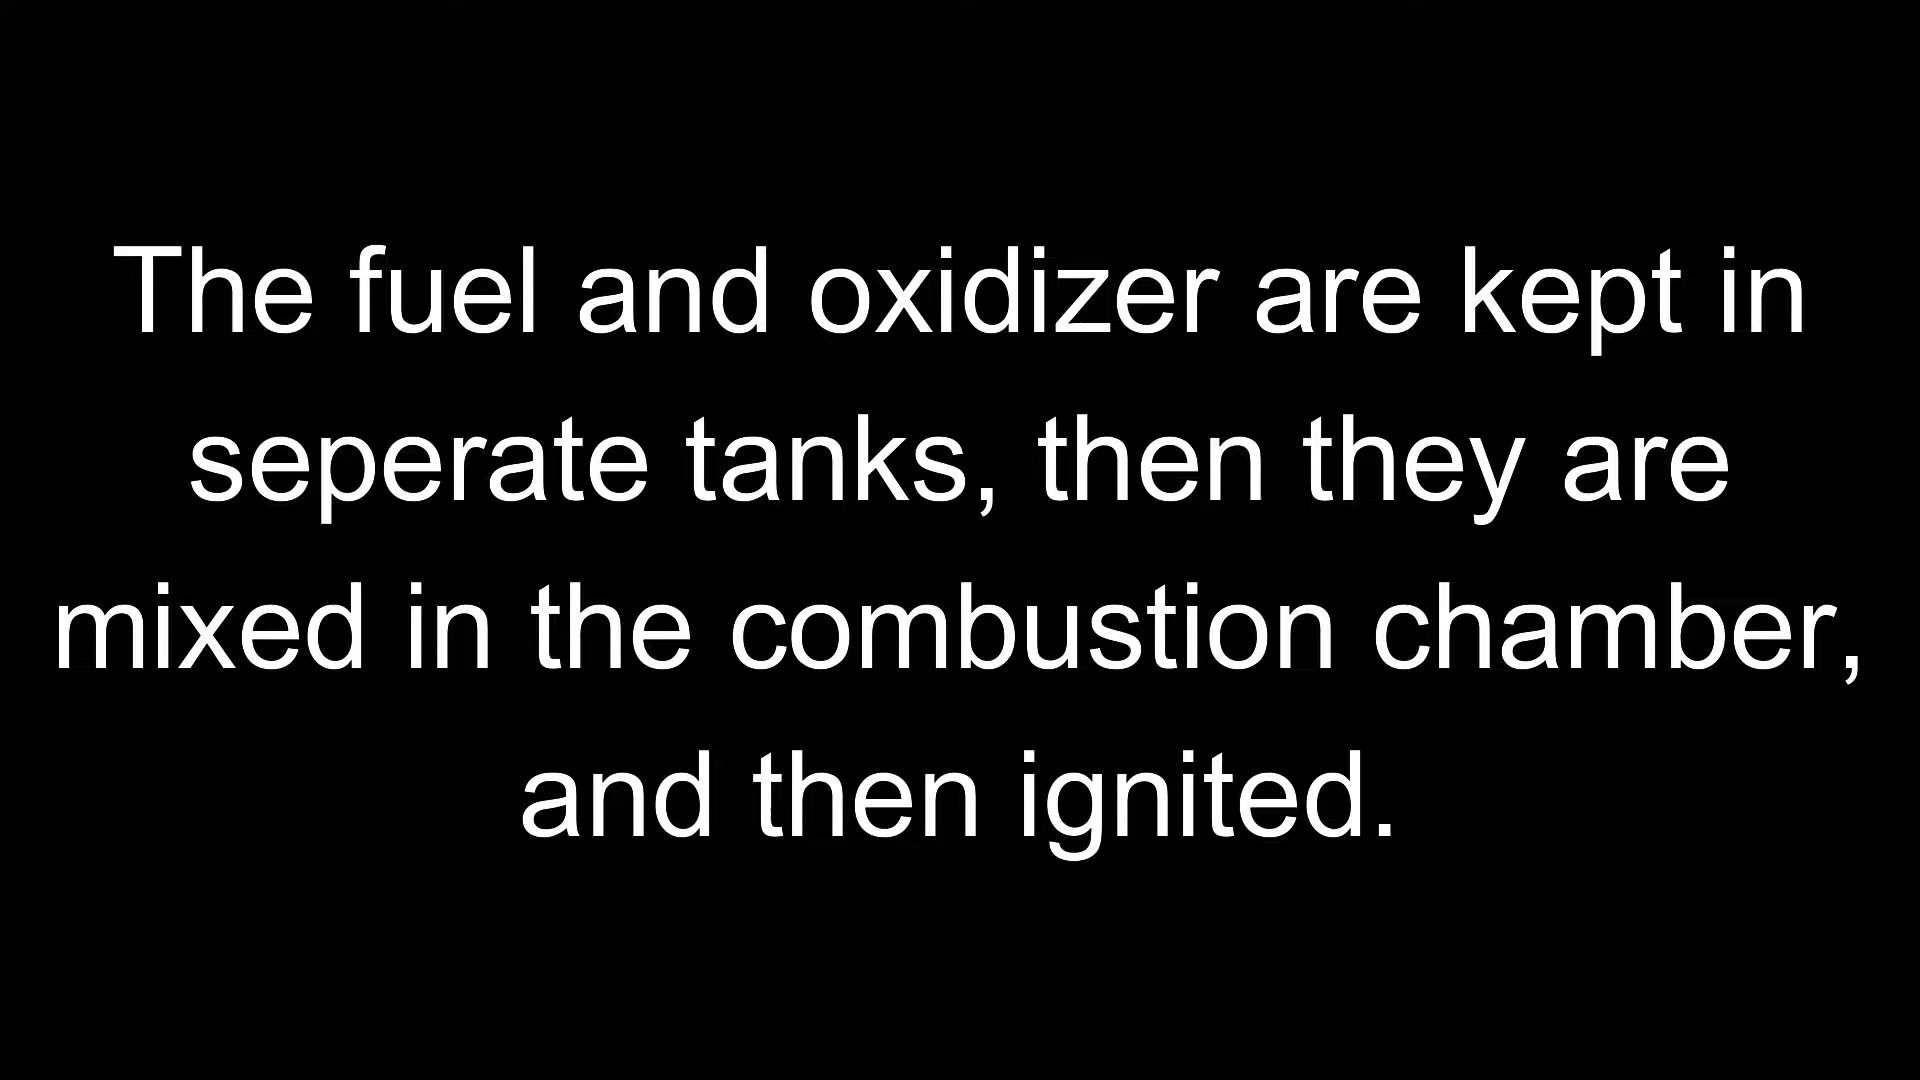 The fuel and oxidizer are kept in
seperate tanks, then they are
mixed in the combustion chamber,
and then ignited.